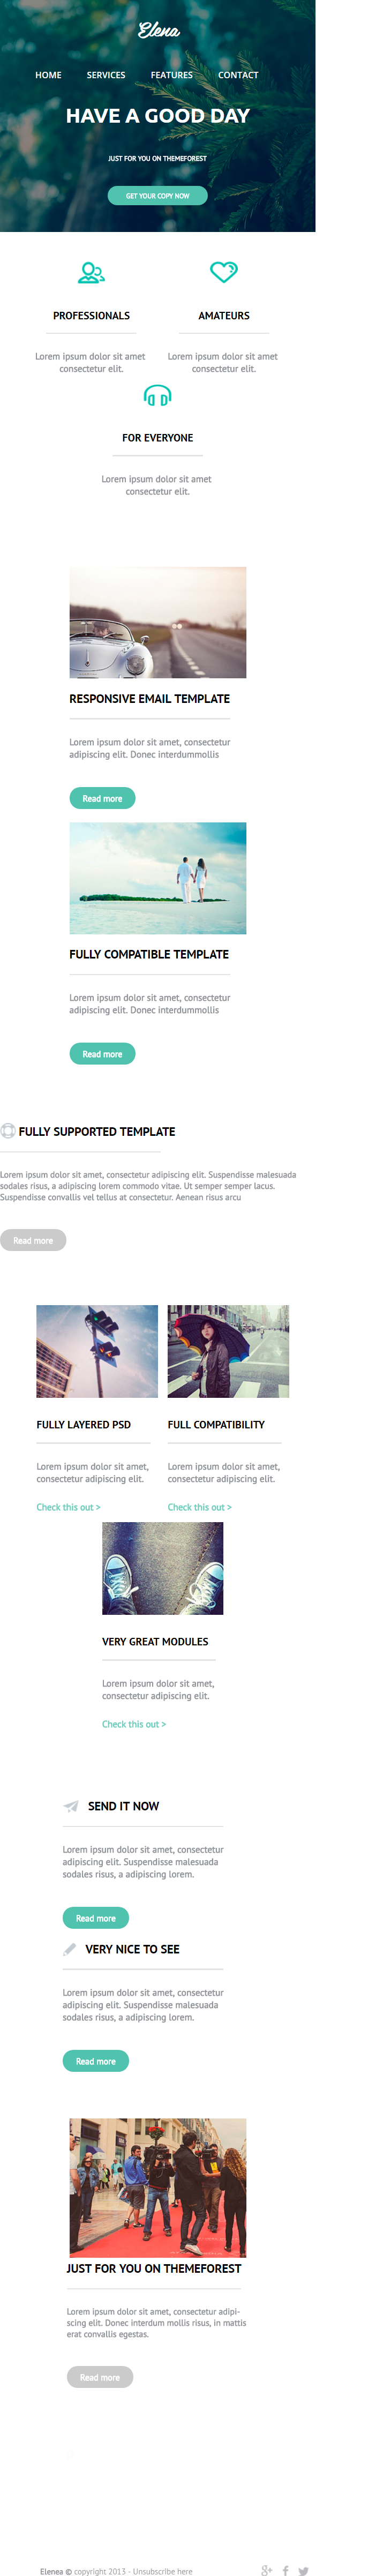 Elena
HOME SERVICES FEATURES CONTACT
HAVE A GOOD DAY
JUST FOR YOU ON THEMEFOREST
GET YOUR COPY NOW
PROFESSIONALS
Lorem ipsum dolor sit amet
consectetur elit.
AMATEURS
Lorem ipsum dolor sit amet
consectetur elit.
FOR EVERYONE
Lorem ipsum dolor sit amet
consectetur elit.
RESPONSIVE EMAIL TEMPLATE
Lorem ipsum dolor sit amet, consectetur
adipiscing elit. Donec interdummollis
Read more
FULLY COMPATIBLE TEMPLATE
Lorem ipsum dolor sit amet, consectetur
adipiscing elit. Donec interdummollis
Read more
FULLY SUPPORTED TEMPLATE
Lorem ipsum dolor sit amet, consectetur adipiscing elit. Suspendisse malesuada
sodales risus, a adipiscing lorem commodo vitae. Ut semper semper lacus.
Suspendisse convallis vel tellus at consectetur. Aenean risus arcu
Read more
FULLY LAYERED PSD
Lorem ipsum dolor sit amet,
consectetur adipiscing elit.
Check this out >
FULL COMPATIBILITY
Lorem ipsum dolor sit amet,
consectetur adipiscing elit.
Check this out >
VERY GREAT MODULES
Lorem ipsum dolor sit amet,
consectetur adipiscing elit.
Check this out >
SEND IT NOW
Lorem ipsum dolor sit amet, consectetur
adipiscing elit. Suspendisse malesuada
sodales risus, a adipiscing lorem.
Read more
VERY NICE TO SEE
Lorem ipsum dolor sit amet, consectetur
adipiscing elit. Suspendisse malesuada
sodales risus, a adipiscing lorem.
Read more
JUST FOR YOU ON THEMEFOREST
Lorem ipsum dolor sit amet, consectetur adipi-
scing elit. Donec interdum mollis risus, in mattis
erat convallis egestas.
Read more
Elenea © copyright 2013 - Unsubscribe here